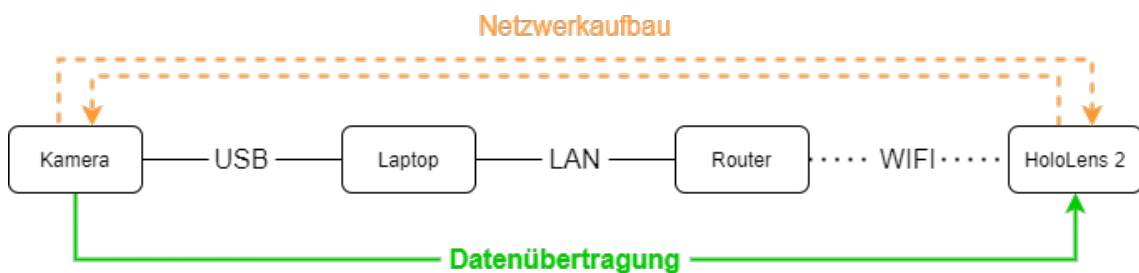 Netzwerkaufbau
Kamera USB Laptop LAN Router WIFI HoloLens 2
Datenübertragung